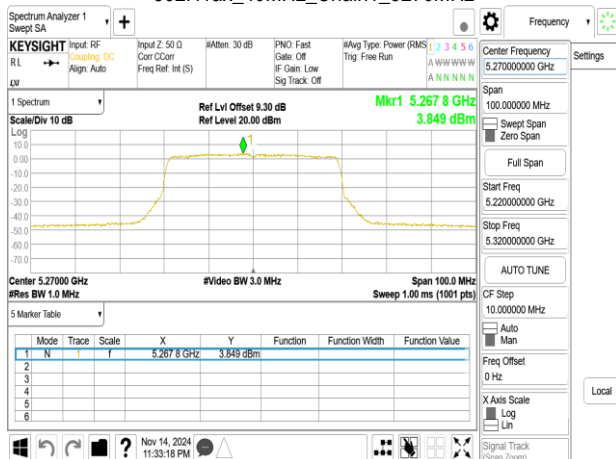 Spectrum Analyzer 1
Swept SA
Frequency
KEYSIGHT
RL
Input: RF
Coupling: DC
Align: Auto
Input Z: 50 Ω
Corr CCorr
Freq Ref: Int (S)
#Atten: 30 dB
PNO: Fast
Gate: Off
IF Gain: Low
Sig Track: Off
#Avg Type: Power (RMS)
Trig: Free Run
1 2 3 4 5 6
A W W W W W
A N N N N N
Center Frequency
5.270000000 GHz
Settings
Span
100.000000 MHz
Swept Span
Zero Span
Full Span
Start Freq
5.220000000 GHz
Stop Freq
5.320000000 GHz
AUTO TUNE
CF Step
10.000000 MHz
Auto
Man
Freq Offset
0 Hz
X Axis Scale
Log
Lin
Local
Signal Track
(Span Zoom)
1 Spectrum
Scale/Div 10 dB
Log
Ref Lvl Offset 9.30 dB
Ref Level 20.00 dBm
Mkr1 5.267 8 GHz
3.849 dBm
1
10.0
0.00
-10.0
-20.0
-30.0
-40.0
-50.0
-60.0
-70.0
Center 5.27000 GHz
#Res BW 1.0 MHz
#Video BW 3.0 MHz
Span 100.0 MHz
Sweep 1.00 ms (1001 pts)
5 Marker Table
Mode Trace Scale X Y Function Function Width Function Value
1 N 1 f 5.267 8 GHz 3.849 dBm
2
3
4
5
6
Nov 14, 2024
11:33:18 PM